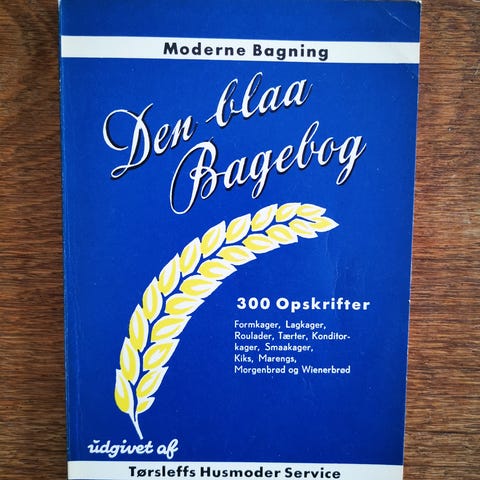 Moderne Bagning
Den blaa
Bagebog
300 Opskrifter
Formkager, Lagkager,
Roulader, Tærter, Konditor-
kager, Smaakager,
Kiks, Marengs,
Morgenbrød og Wienerbrød
udgivet af
Tørsleffs Husmoder Service